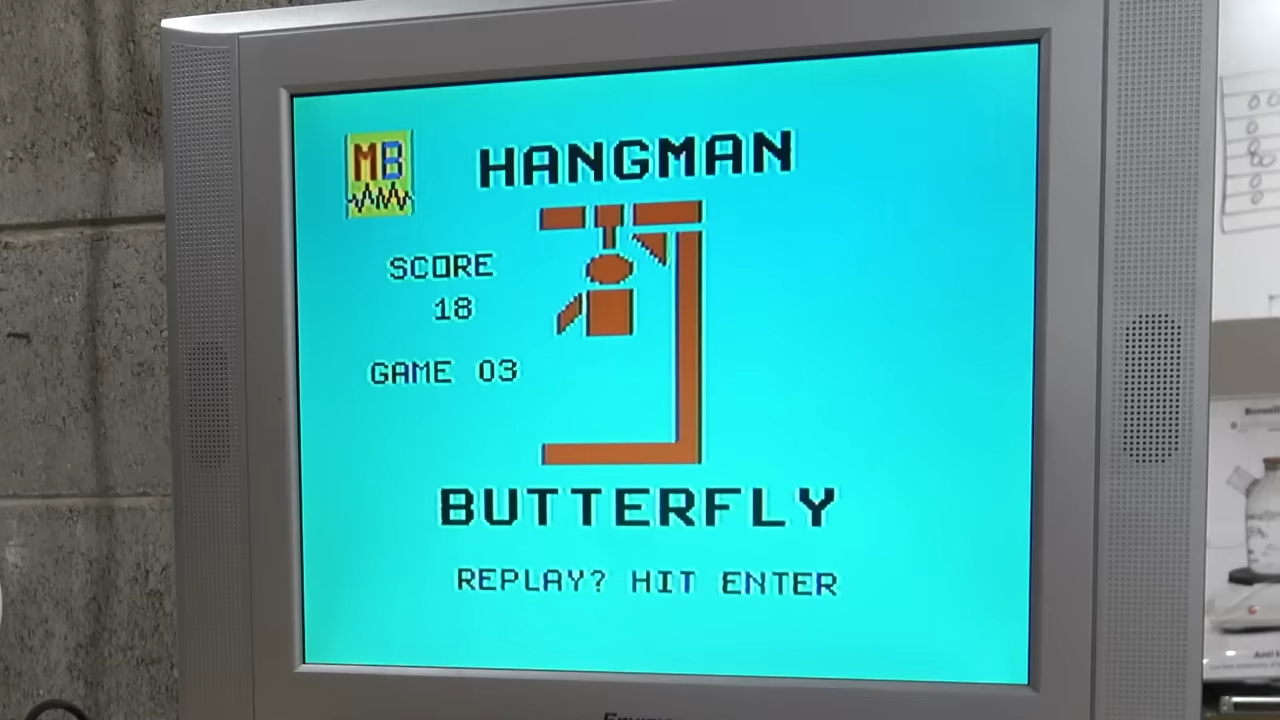 MB
HANGMAN
SCORE
18
GAME 03
BUTTERFLY
REPLAY? HIT ENTER